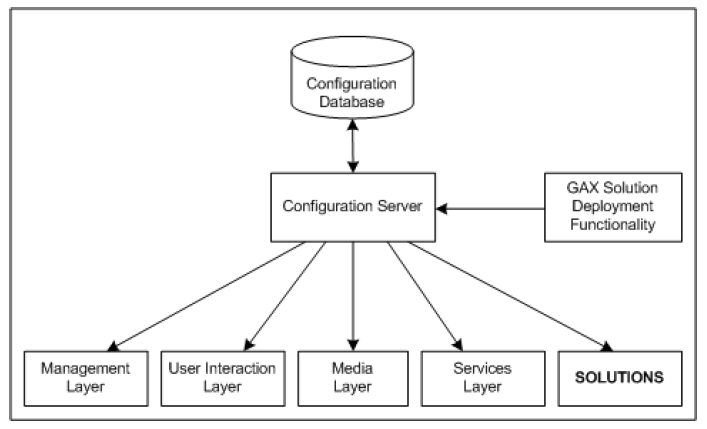 Configuration
Database
Configuration Server
GAX Solution
Deployment
Functionality
Management
Layer
User Interaction
Layer
Media
Layer
Services
Layer
SOLUTIONS